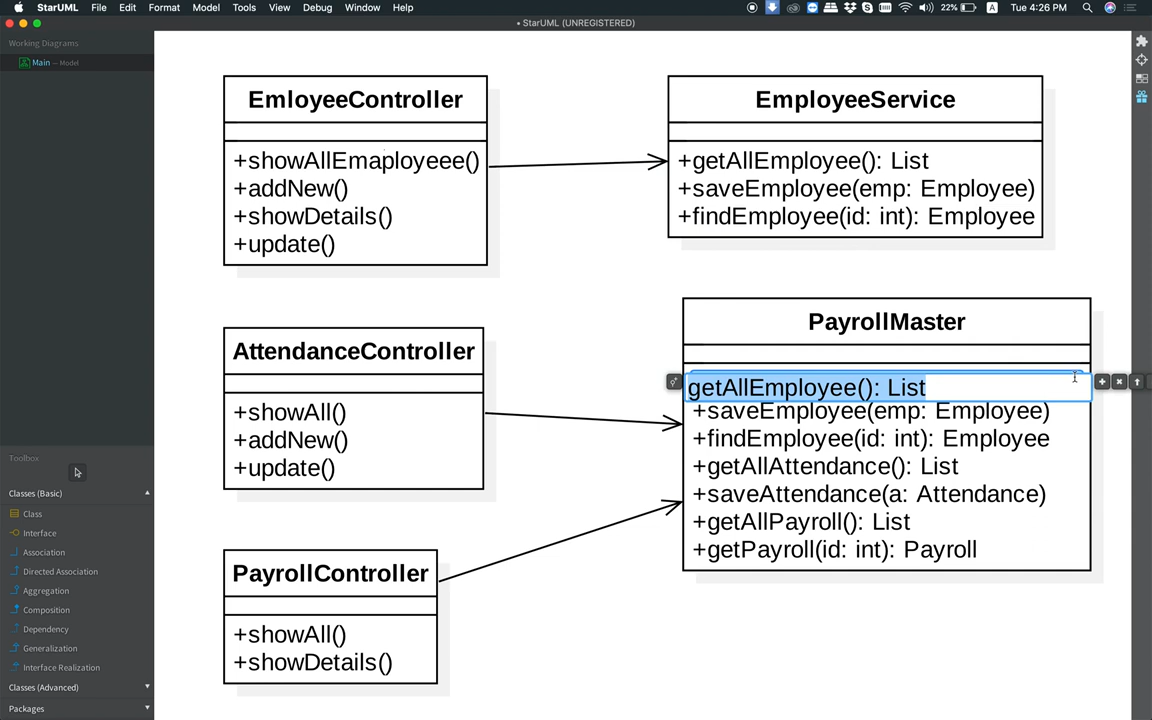 StarUML File Edit Format Model Tools View Debug Window Help
22% A Tue 4:26 PM
• StarUML (UNREGISTERED)
Working Diagrams
Main — Model
EmloyeeController
+showAllEmaployeee()
+addNew()
+showDetails()
+update()
EmployeeService
+getAllEmployee(): List
+saveEmployee(emp: Employee)
+findEmployee(id: int): Employee
AttendanceController
+showAll()
+addNew()
+update()
PayrollMaster
getAllEmployee(): List
+saveEmployee(emp: Employee)
+findEmployee(id: int): Employee
+getAllAttendance(): List
+saveAttendance(a: Attendance)
+getAllPayroll(): List
+getPayroll(id: int): Payroll
PayrollController
+showAll()
+showDetails()
Toolbox
Classes (Basic)
Class
Interface
Association
Directed Association
Aggregation
Composition
Dependency
Generalization
Interface Realization
Classes (Advanced)
Packages